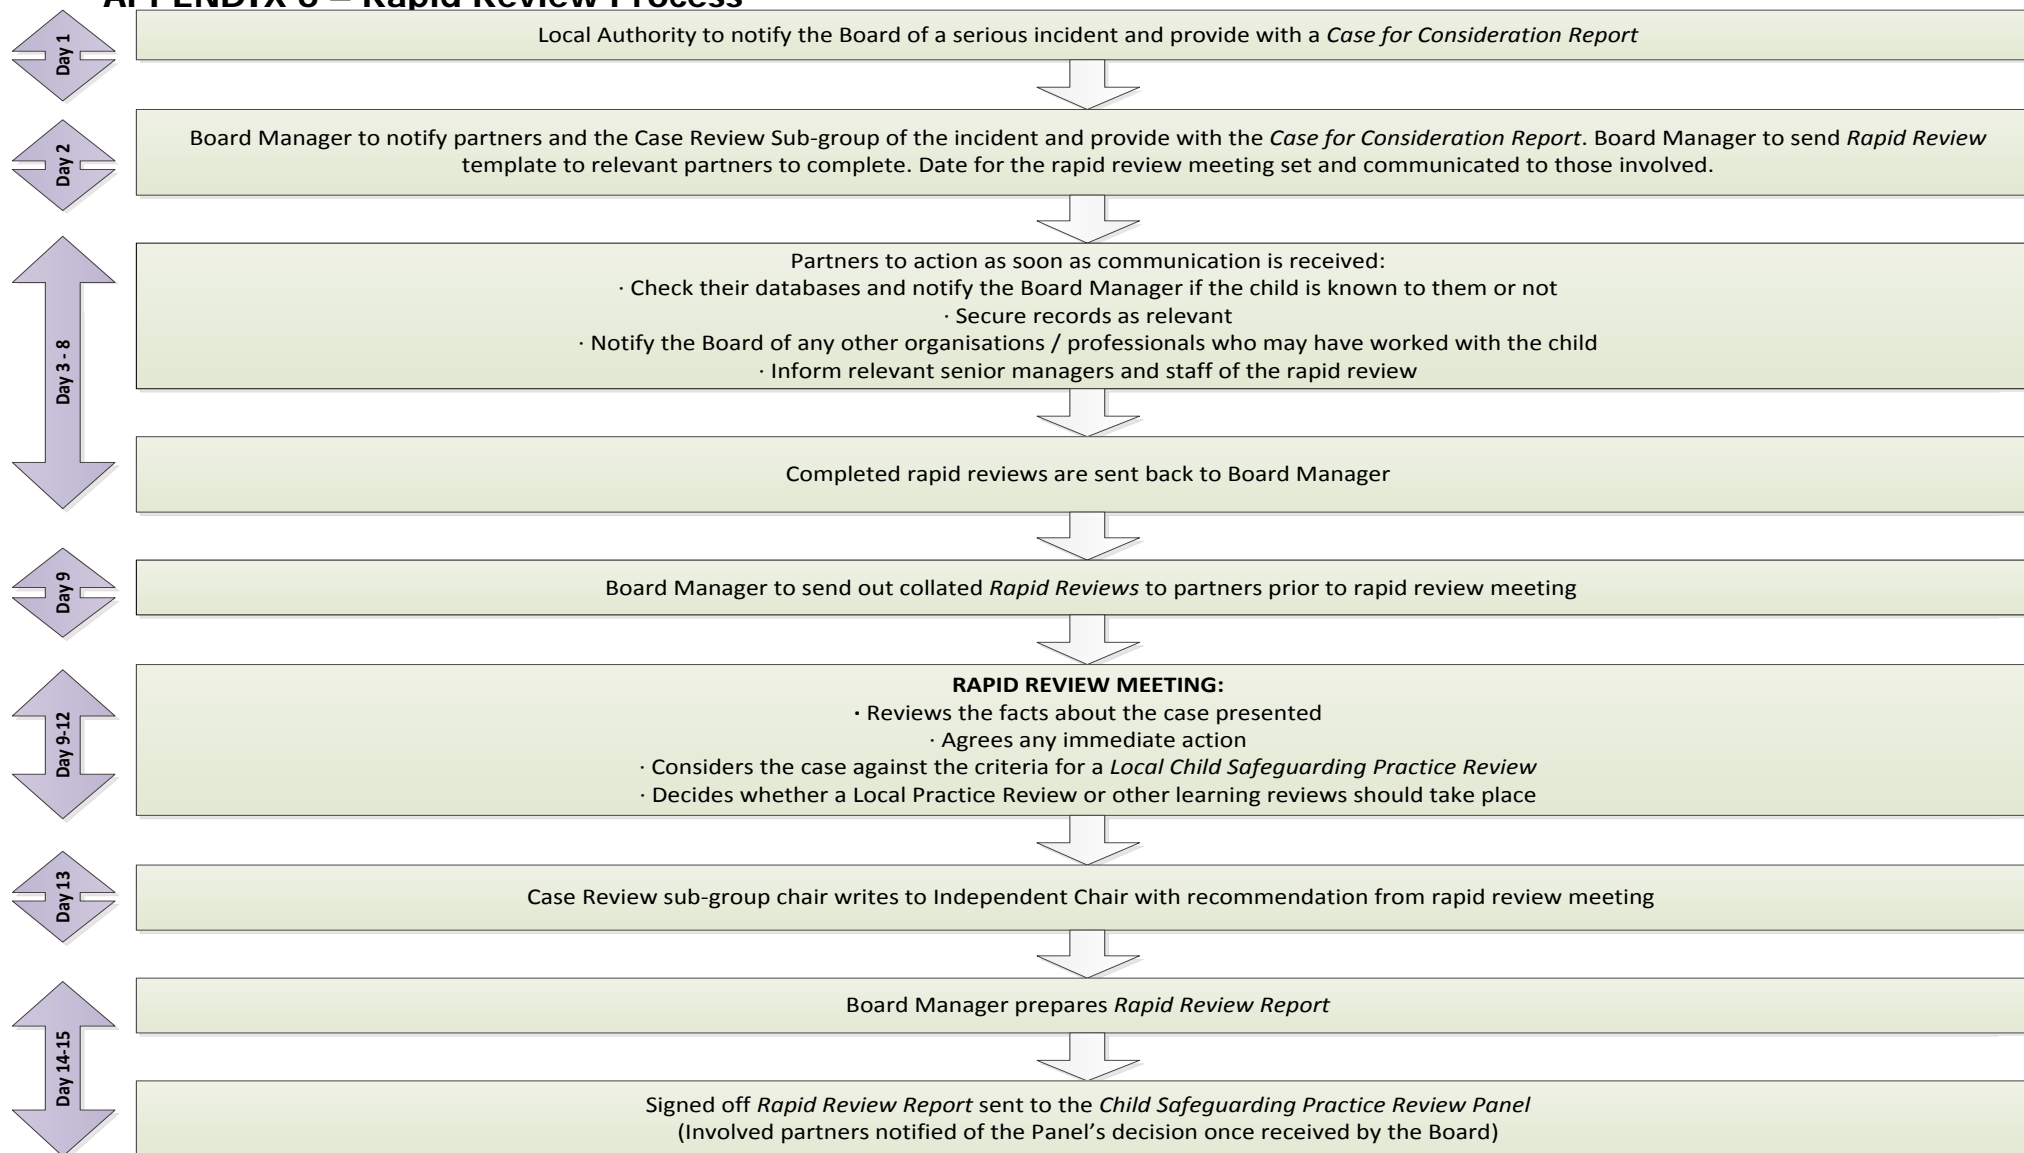 APPENDIX 3 – Rapid Review Process
Day 1
Local Authority to notify the Board of a serious incident and provide with a Case for Consideration Report
Day 2
Board Manager to notify partners and the Case Review Sub-group of the incident and provide with the Case for Consideration Report. Board Manager to send Rapid Review
template to relevant partners to complete. Date for the rapid review meeting set and communicated to those involved.
Day 3 - 8
Partners to action as soon as communication is received:
· Check their databases and notify the Board Manager if the child is known to them or not
· Secure records as relevant
· Notify the Board of any other organisations / professionals who may have worked with the child
· Inform relevant senior managers and staff of the rapid review
Completed rapid reviews are sent back to Board Manager
Day 9
Board Manager to send out collated Rapid Reviews to partners prior to rapid review meeting
Day 9-12
RAPID REVIEW MEETING:
· Reviews the facts about the case presented
· Agrees any immediate action
· Considers the case against the criteria for a Local Child Safeguarding Practice Review
· Decides whether a Local Practice Review or other learning reviews should take place
Day 13
Case Review sub-group chair writes to Independent Chair with recommendation from rapid review meeting
Day 14-15
Board Manager prepares Rapid Review Report
Signed off Rapid Review Report sent to the Child Safeguarding Practice Review Panel
(Involved partners notified of the Panel's decision once received by the Board)